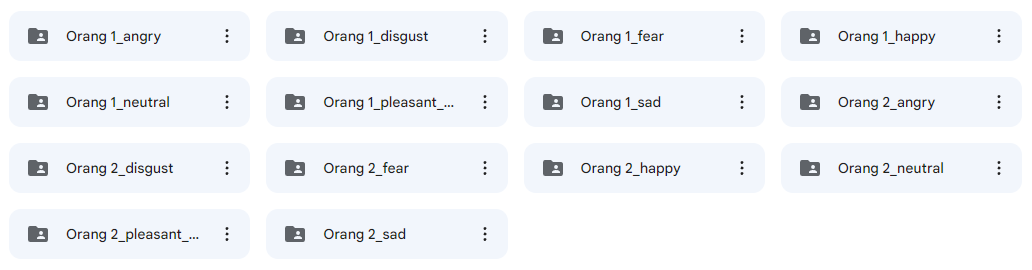 Orang 1_angry
Orang 1_disgust
Orang 1_fear
Orang 1_happy
Orang 1_neutral
Orang 1_pleasant_...
Orang 1_sad
Orang 2_angry
Orang 2_disgust
Orang 2_fear
Orang 2_happy
Orang 2_neutral
Orang 2_pleasant_...
Orang 2_sad